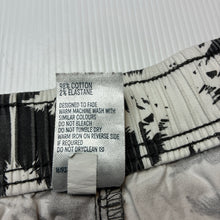 98% COTTON
2% ELASTANE
DESIGNED TO FADE
WARM MACHINE WASH WITH
SIMILAR COLOURS
DO NOT BLEACH
DO NOT TUMBLE DRY
WARM IRON ON REVERSE SIDE
IF REQUIRED
DO NOT DRYCLEAN